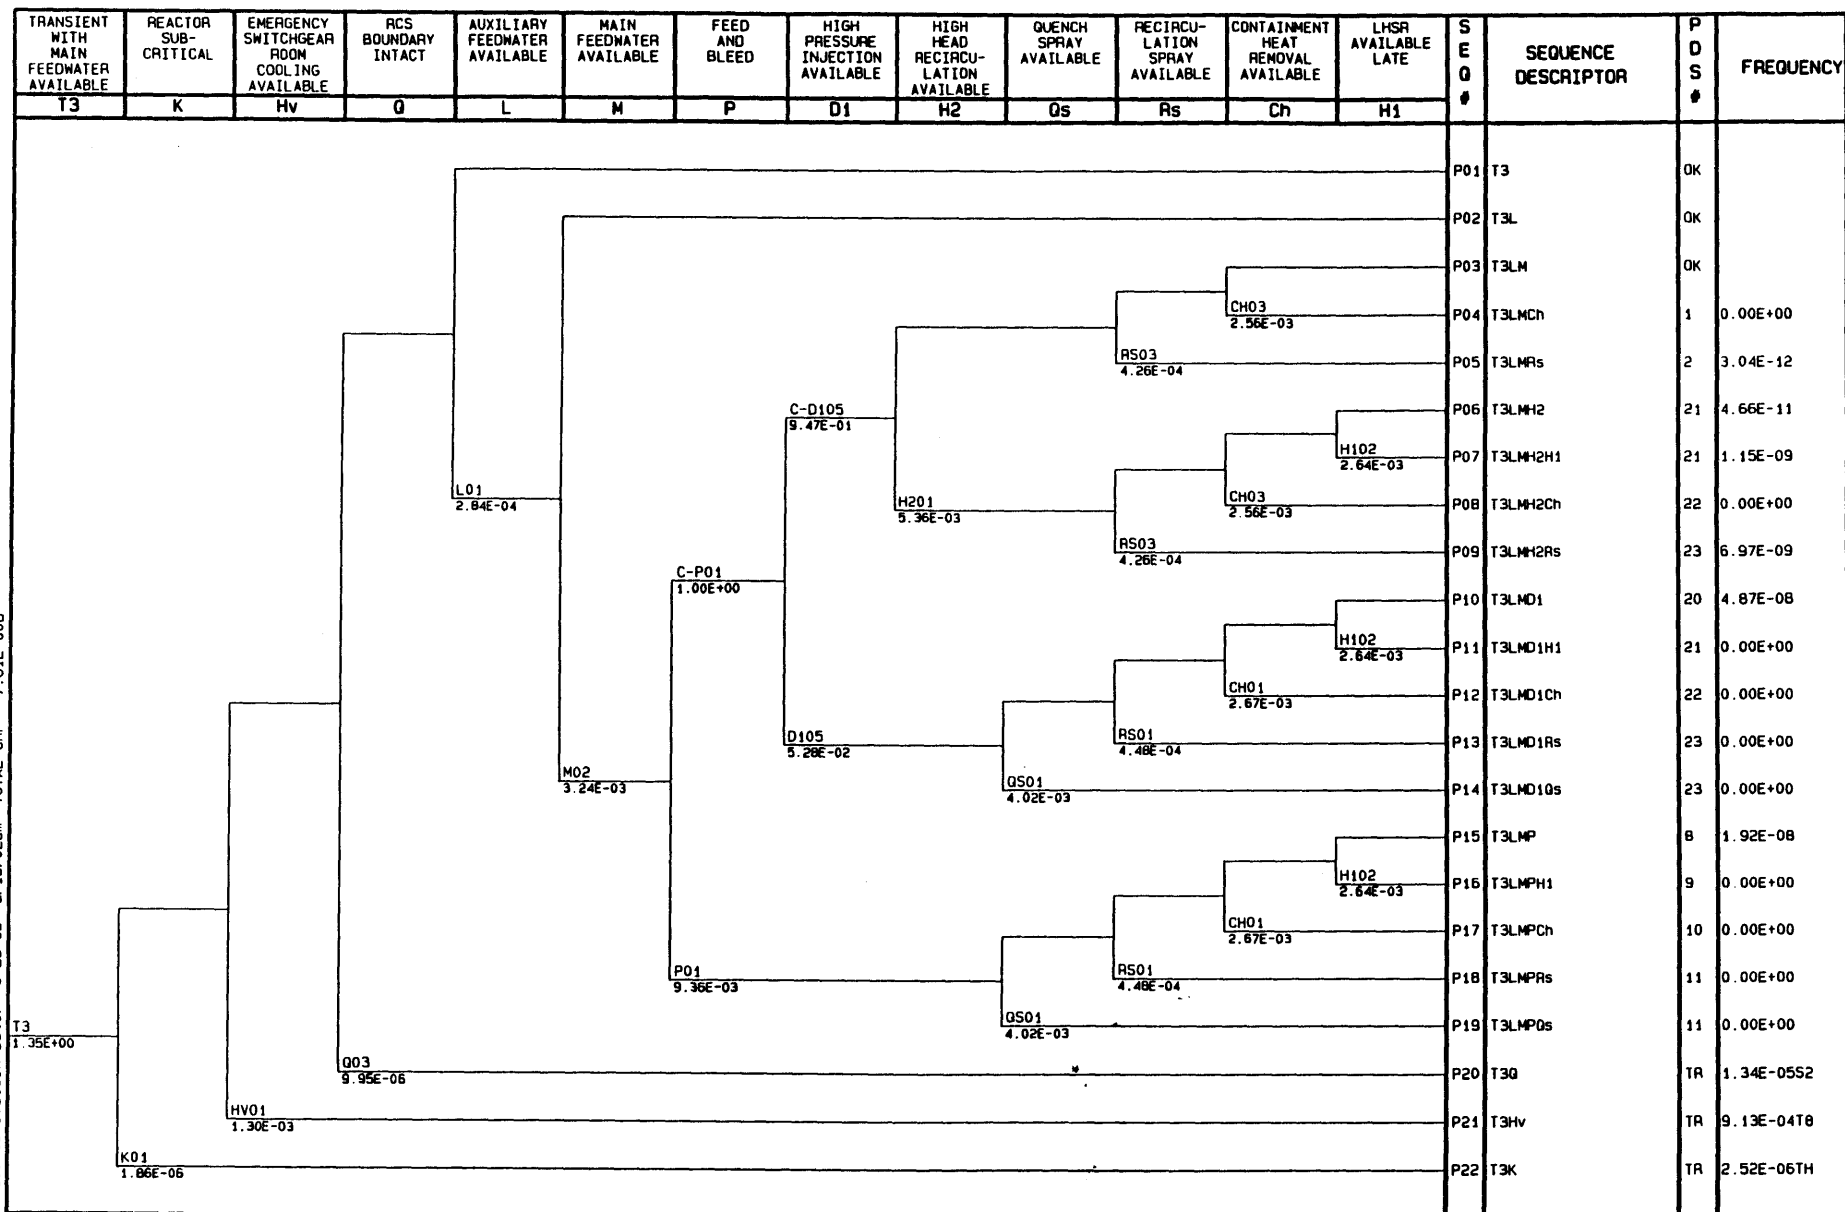 TRANSIENT WITH MAIN FEEDWATER AVAILABLE
REACTOR SUB-CRITICAL
EMERGENCY SWITCHGEAR ROOM COOLING AVAILABLE
RCS BOUNDARY INTACT
AUXILIARY FEEDWATER AVAILABLE
MAIN FEEDWATER AVAILABLE
FEED AND BLEED
HIGH PRESSURE INJECTION AVAILABLE
HIGH HEAD RECIRCU-LATION AVAILABLE
QUENCH SPRAY AVAILABLE
RECIRCU-LATION SPRAY AVAILABLE
CONTAINMENT HEAT REMOVAL AVAILABLE
LHSR AVAILABLE LATE
SEQ #
SEQUENCE DESCRIPTOR
PDS #
FREQUENCY
T3 K Hv Q L M P D1 H2 Qs Rs Ch H1
P01 T3 OK
P02 T3L OK
P03 T3LM OK
CH03
2.56E-03
P04 T3LMCh 1 0.00E+00
RS03
4.26E-04
P05 T3LMRs 2 3.04E-12
C-D105
9.47E-01
P06 T3LMH2 21 4.66E-11
H102
2.64E-03
P07 T3LMH2H1 21 1.15E-09
L01
2.84E-04
H201
5.36E-03
CH03
2.56E-03
P08 T3LMH2Ch 22 0.00E+00
RS03
4.26E-04
P09 T3LMH2Rs 23 6.97E-09
C-P01
1.00E+00
P10 T3LMD1 20 4.87E-08
H102
2.64E-03
P11 T3LMD1H1 21 0.00E+00
CH01
2.67E-03
P12 T3LMD1Ch 22 0.00E+00
D105
5.28E-02
RS01
4.48E-04
P13 T3LMD1Rs 23 0.00E+00
M02
3.24E-03
QS01
4.02E-03
P14 T3LMD1Qs 23 0.00E+00
P15 T3LMP 8 1.92E-08
H102
2.64E-03
P16 T3LMPH1 9 0.00E+00
CH01
2.67E-03
P17 T3LMPCh 10 0.00E+00
P01
9.36E-03
RS01
4.48E-04
P18 T3LMPRs 11 0.00E+00
QS01
4.02E-03
P19 T3LMPQs 11 0.00E+00
T3
1.35E+00
Q03
9.95E-06
P20 T3Q TR 1.34E-05S2
HV01
1.30E-03
P21 T3Hv TR 9.13E-04T8
K01
1.86E-06
P22 T3K TR 2.52E-06TH